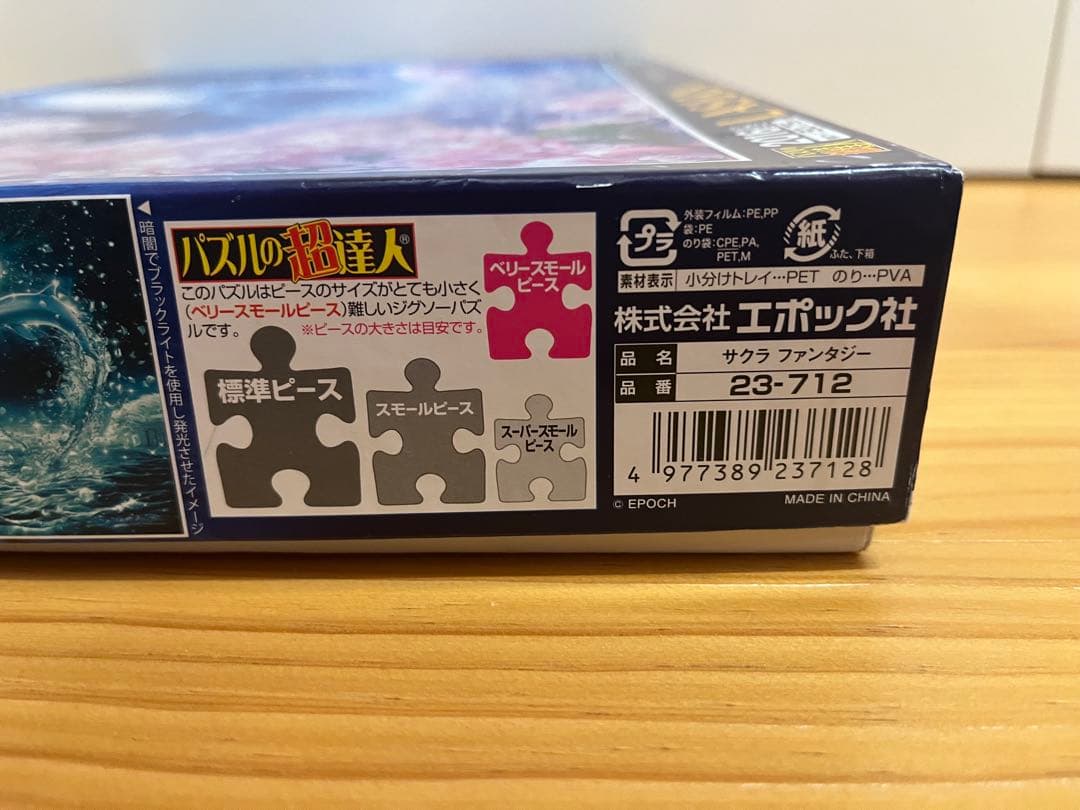 ◀暗闇でブラックライトを使用し発光させたイメージ
パズルの超達人®
このパズルはピースのサイズがとても小さく
(ベリースモールピース)難しいジグソーパズ
ルです。
※ピースの大きさは目安です。
ベリースモール
ピース
標準ピース
スモールピース
スーパースモール
ピース
プラ
外装フィルム:PE,PP
袋:PE
のり袋:CPE,PA,
PET,M
紙
ふた、下箱
素材表示
小分けトレイ…PET のり…PVA
株式会社 エポック社
品名 サクラ ファンタジー
品番 23-712
4 977389 237128
© EPOCH
MADE IN CHINA